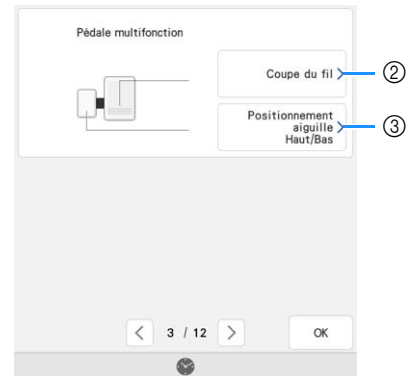 Pédale multifonction
Coupe du fil >
②
Positionnement
aiguille >
Haut/Bas
③
< 3 / 12 >
OK